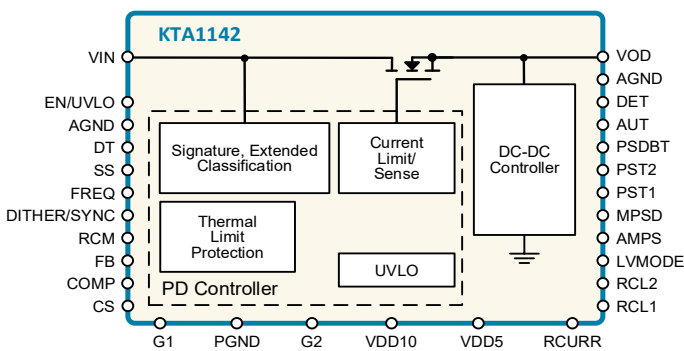 KTA1142
VIN
EN/UVLO
AGND
DT
SS
FREQ
DITHER/SYNC
RCM
FB
COMP
CS
Signature, Extended
Classification
Current
Limit/
Sense
Thermal
Limit
Protection
UVLO
PD Controller
DC-DC
Controller
VOD
AGND
DET
AUT
PSDBT
PST2
PST1
MPSD
AMPS
LVMODE
RCL2
RCL1
G1
PGND
G2
VDD10
VDD5
RCURR